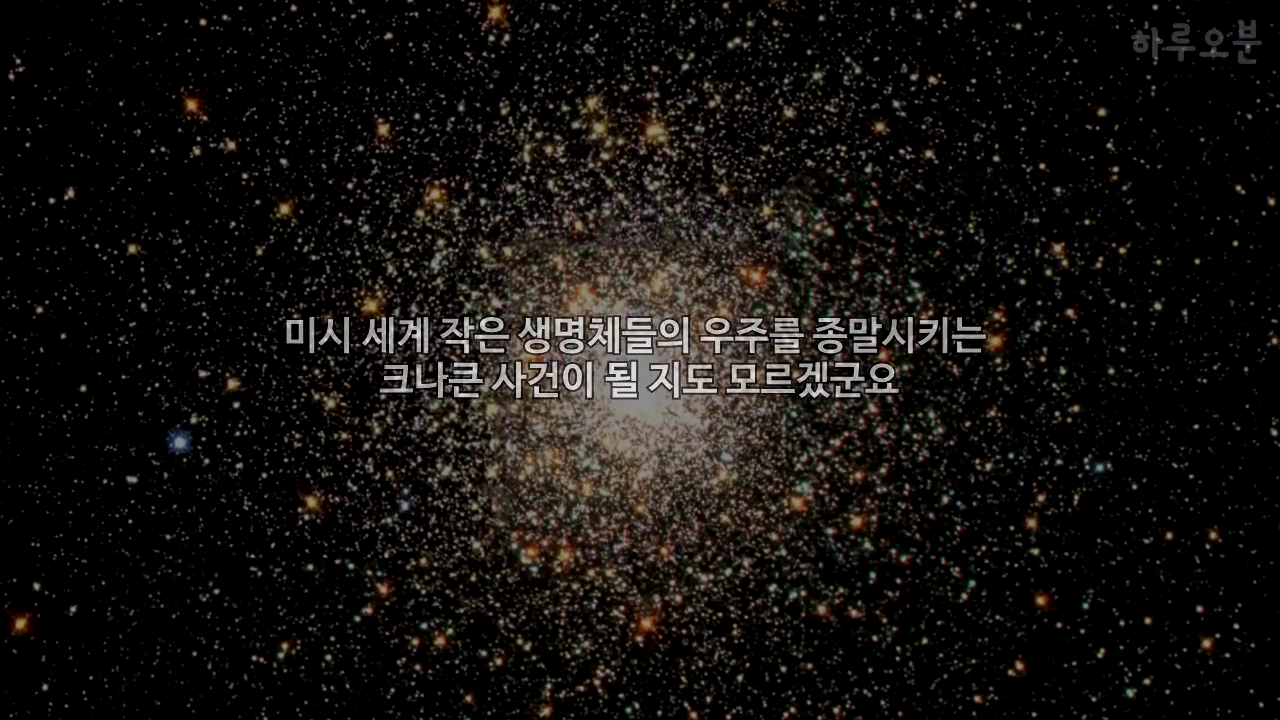 하루오분
미시 세계 작은 생명체들의 우주를 종말시키는
크나큰 사건이 될 지도 모르겠군요